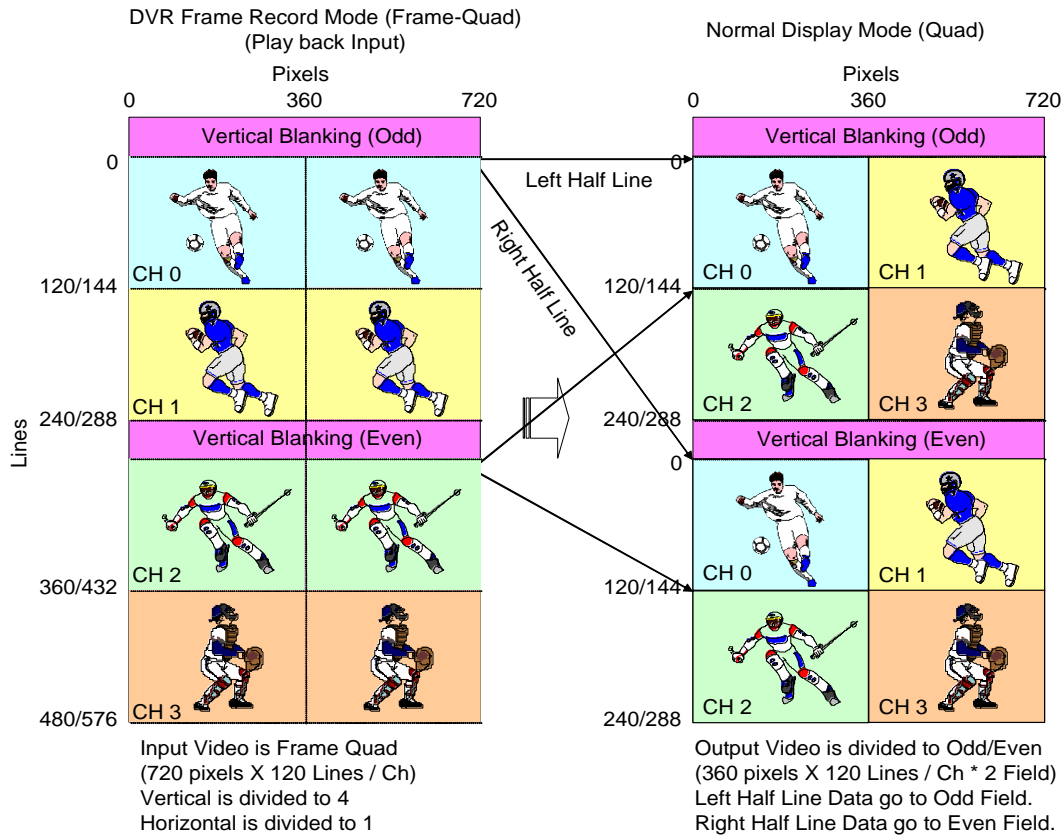 DVR Frame Record Mode (Frame-Quad)
(Play back Input)
Pixels
0 360 720
Vertical Blanking (Odd)
0
CH 0
120/144
CH 1
240/288
Lines
Vertical Blanking (Even)
CH 2
360/432
CH 3
480/576
Input Video is Frame Quad
(720 pixels X 120 Lines / Ch)
Vertical is divided to 4
Horizontal is divided to 1
Left Half Line
Right Half Line
Normal Display Mode (Quad)
Pixels
0 360 720
Vertical Blanking (Odd)
0
CH 0 CH 1
120/144
CH 2 CH 3
240/288
Vertical Blanking (Even)
0
CH 0 CH 1
120/144
CH 2 CH 3
240/288
Output Video is divided to Odd/Even
(360 pixels X 120 Lines / Ch * 2 Field)
Left Half Line Data go to Odd Field.
Right Half Line Data go to Even Field.